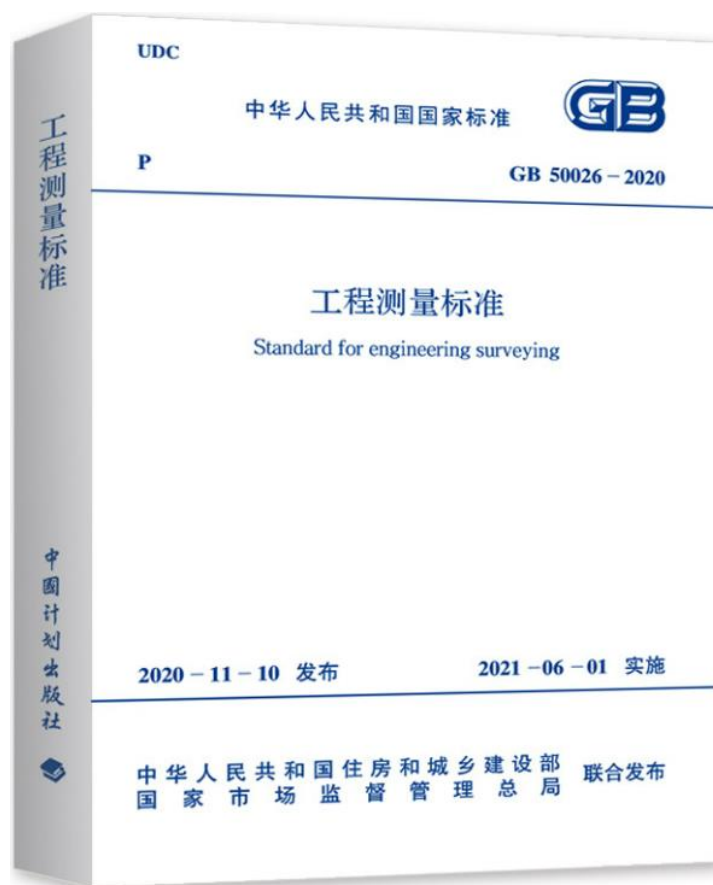 工程测量标准
中国计划出版社
UDC
中华人民共和国国家标准
GB
P
GB 50026-2020
工程测量标准
Standard for engineering surveying
2020-11-10 发布
2021-06-01 实施
中华人民共和国住房和城乡建设部
国家市场监督管理总局
联合发布